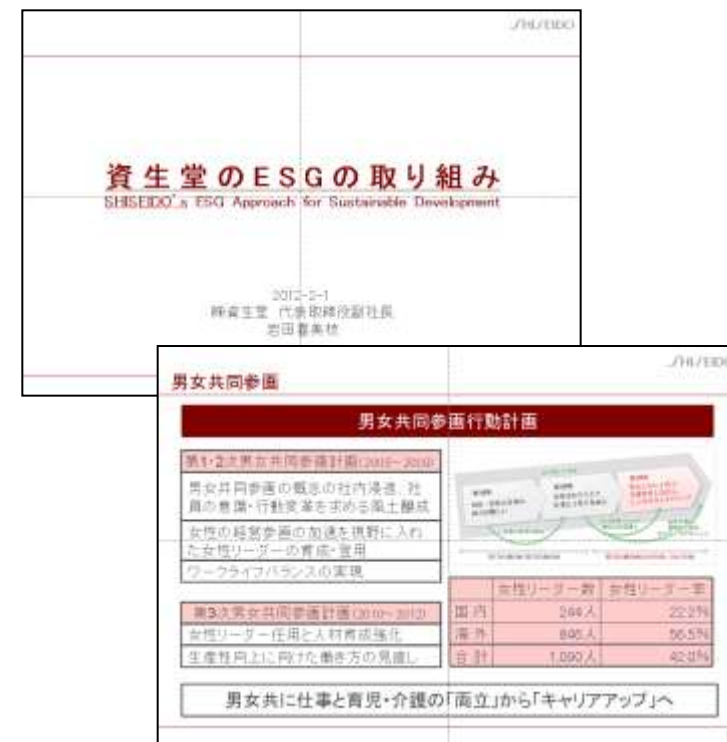 SHISEIDO
資生堂のESGの取り組み
SHISEIDO's ESG Approach for Sustainable Development
2012-2-1
㈱資生堂 代表取締役副社長
岩田喜美枝
SHISEIDO
男女共同参画
男女共同参画行動計画
第1・2次男女共同参画計画(2005~2009)
男女共同参画の概念の社内浸透、社
員の意識・行動変革を求める風土醸成
女性の経営参画の加速を視野に入れ
た女性リーダーの育成・登用
ワークライフバランスの実現
女性リーダー数 女性リーダー率
第3次男女共同参画計画(2010~2012)
国内 244人 22.2%
女性リーダー任用と人材育成強化
海外 846人 56.5%
生産性向上に向けた働き方の見直し
合計 1,090人 42.0%
男女共に仕事と育児・介護の「両立」から「キャリアアップ」へ